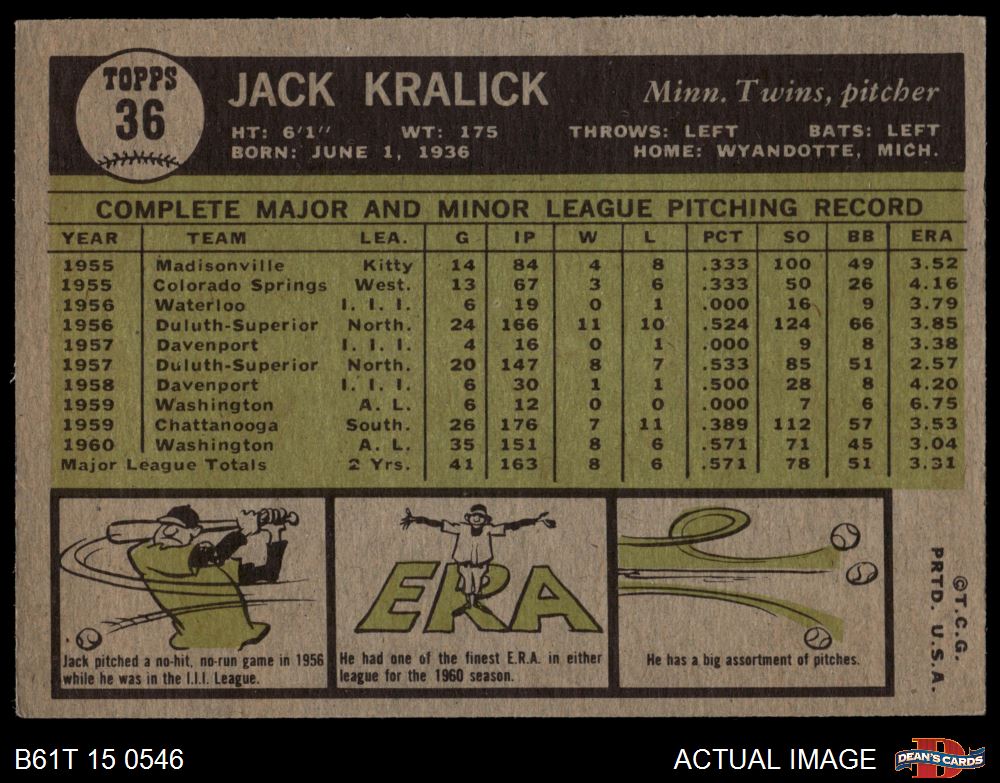 TOPPS
36
JACK KRALICK
Minn. Twins, pitcher
HT: 6'1" WT: 175 THROWS: LEFT BATS: LEFT
BORN: JUNE 1, 1936 HOME: WYANDOTTE, MICH.
COMPLETE MAJOR AND MINOR LEAGUE PITCHING RECORD
YEAR TEAM LEA. G IP W L PCT SO BB ERA
1955 Madisonville Kitty 14 84 4 8 .333 100 49 3.52
1955 Colorado Springs West. 13 67 3 6 .333 50 26 4.16
1956 Waterloo I. I. I. 6 19 0 1 .000 16 9 3.79
1956 Duluth-Superior North. 24 166 11 10 .524 124 66 3.85
1957 Davenport I. I. I. 4 16 0 1 .000 9 8 3.38
1957 Duluth-Superior North. 20 147 8 7 .533 85 51 2.57
1958 Davenport I. I. I. 6 30 1 1 .500 28 8 4.20
1959 Washington A. L. 6 12 0 0 .000 7 6 6.75
1959 Chattanooga South. 26 176 7 11 .389 112 57 3.53
1960 Washington A. L. 35 151 8 6 .571 71 45 3.04
Major League Totals 2 Yrs. 41 163 8 6 .571 78 51 3.31
Jack pitched a no-hit, no-run game in 1956
while he was in the I.I.I. League.
ERA
He had one of the finest E.R.A. in either
league for the 1960 season.
He has a big assortment of pitches.
©T.C.G.
PRTD. U.S.A.
B61T 15 0546
ACTUAL IMAGE
D
DEAN'S CARDS